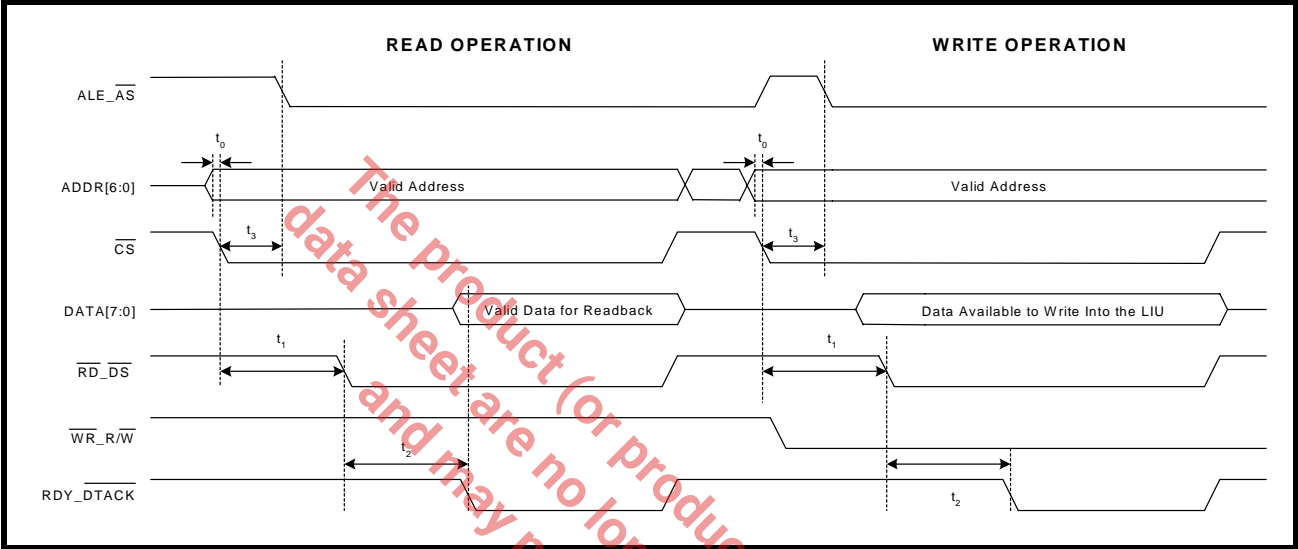 READ OPERATION
WRITE OPERATION
ALE_AS
t0
t0
ADDR[6:0]
Valid Address
Valid Address
CS
t3
t3
DATA[7:0]
Valid Data for Readback
Data Available to Write Into the LIU
t1
t1
RD_DS
WR_R/W
t2
RDY_DTACK
t2
The product (or produc
data sheet are no lon
and may n